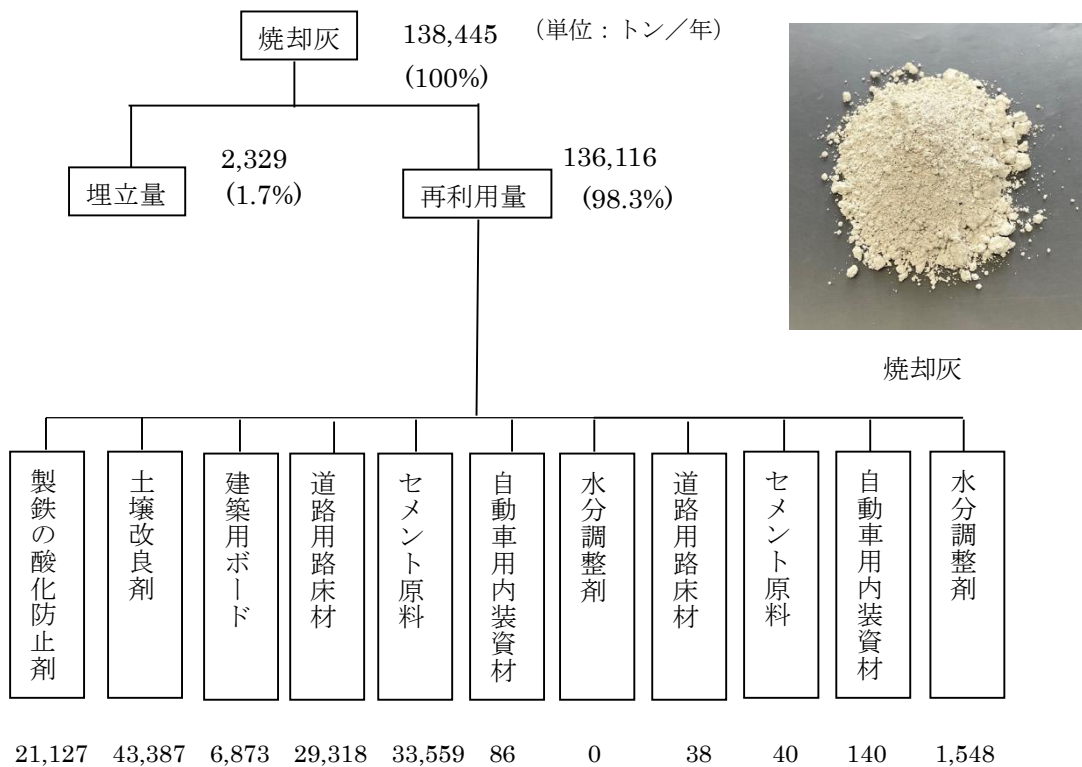 焼却灰
138,445
(単位:トン/年)
(100%)
埋立量
2,329
(1.7%)
再利用量
136,116
(98.3%)
焼却灰
製鉄の酸化防止剤
土壌改良剤
建築用ボード
道路用路床材
セメント原料
自動車用内装資材
水分調整剤
道路用路床材
セメント原料
自動車用内装資材
水分調整剤
21,127 43,387 6,873 29,318 33,559 86 0 38 40 140 1,548